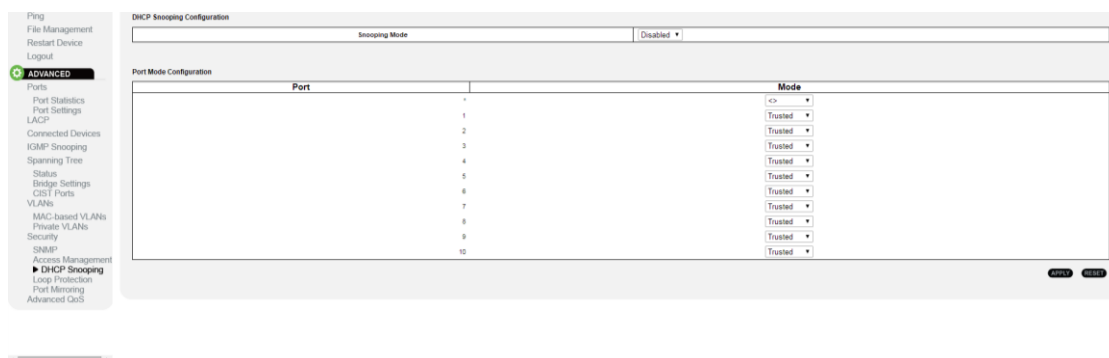 Ping
File Management
Restart Device
Logout
ADVANCED
Ports
Port Statistics
Port Settings
LACP
Connected Devices
IGMP Snooping
Spanning Tree
Status
Bridge Settings
CIST Ports
VLANs
MAC-based VLANs
Private VLANs
Security
SNMP
Access Management
▶ DHCP Snooping
Loop Protection
Port Mirroring
Advanced QoS
DHCP Snooping Configuration
Snooping Mode Disabled
Port Mode Configuration
Port Mode
* <>
1 Trusted
2 Trusted
3 Trusted
4 Trusted
5 Trusted
6 Trusted
7 Trusted
8 Trusted
9 Trusted
10 Trusted
APPLY RESET